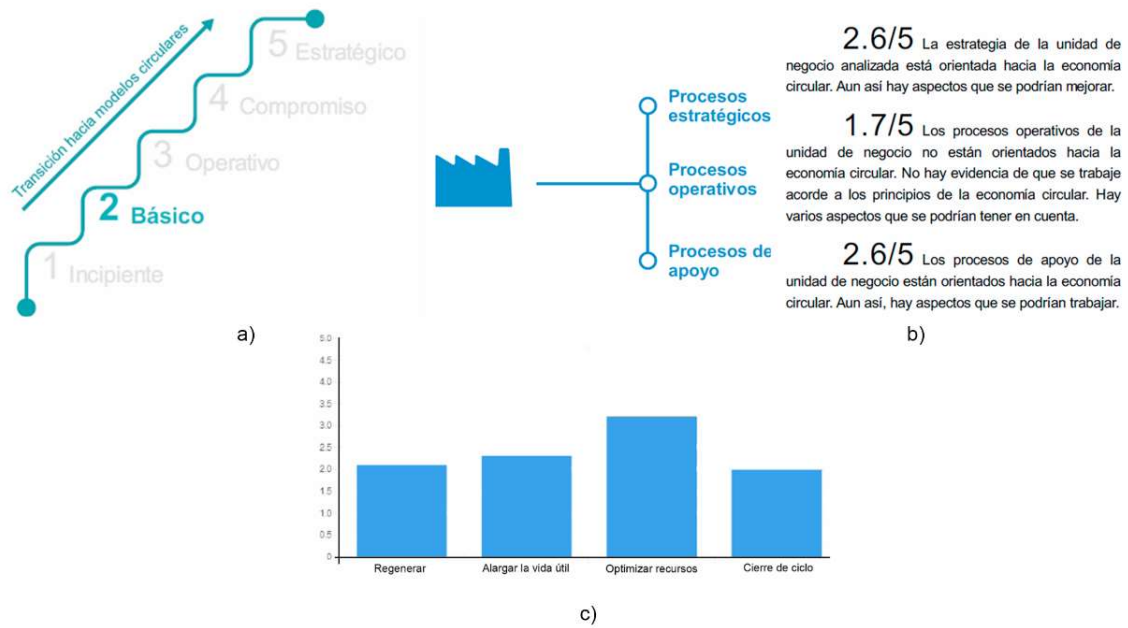 Transición hacia modelos circulares
5 Estratégico
4 Compromiso
3 Operativo
2 Básico
1 Incipiente
a)
Procesos
estratégicos
Procesos
operativos
Procesos de
apoyo
2.6/5 La estrategia de la unidad de
negocio analizada está orientada hacia la economía
circular. Aun así hay aspectos que se podrían mejorar.
1.7/5 Los procesos operativos de la
unidad de negocio no están orientados hacia la
economía circular. No hay evidencia de que se trabaje
acorde a los principios de la economía circular. Hay
varios aspectos que se podrían tener en cuenta.
2.6/5 Los procesos de apoyo de la
unidad de negocio están orientados hacia la economía
circular. Aun así, hay aspectos que se podrían trabajar.
b)
5.0
4.5
4.0
3.5
3.0
2.5
2.0
1.5
1.0
0.5
0
Regenerar
Alargar la vida útil
Optimizar recursos
Cierre de ciclo
c)